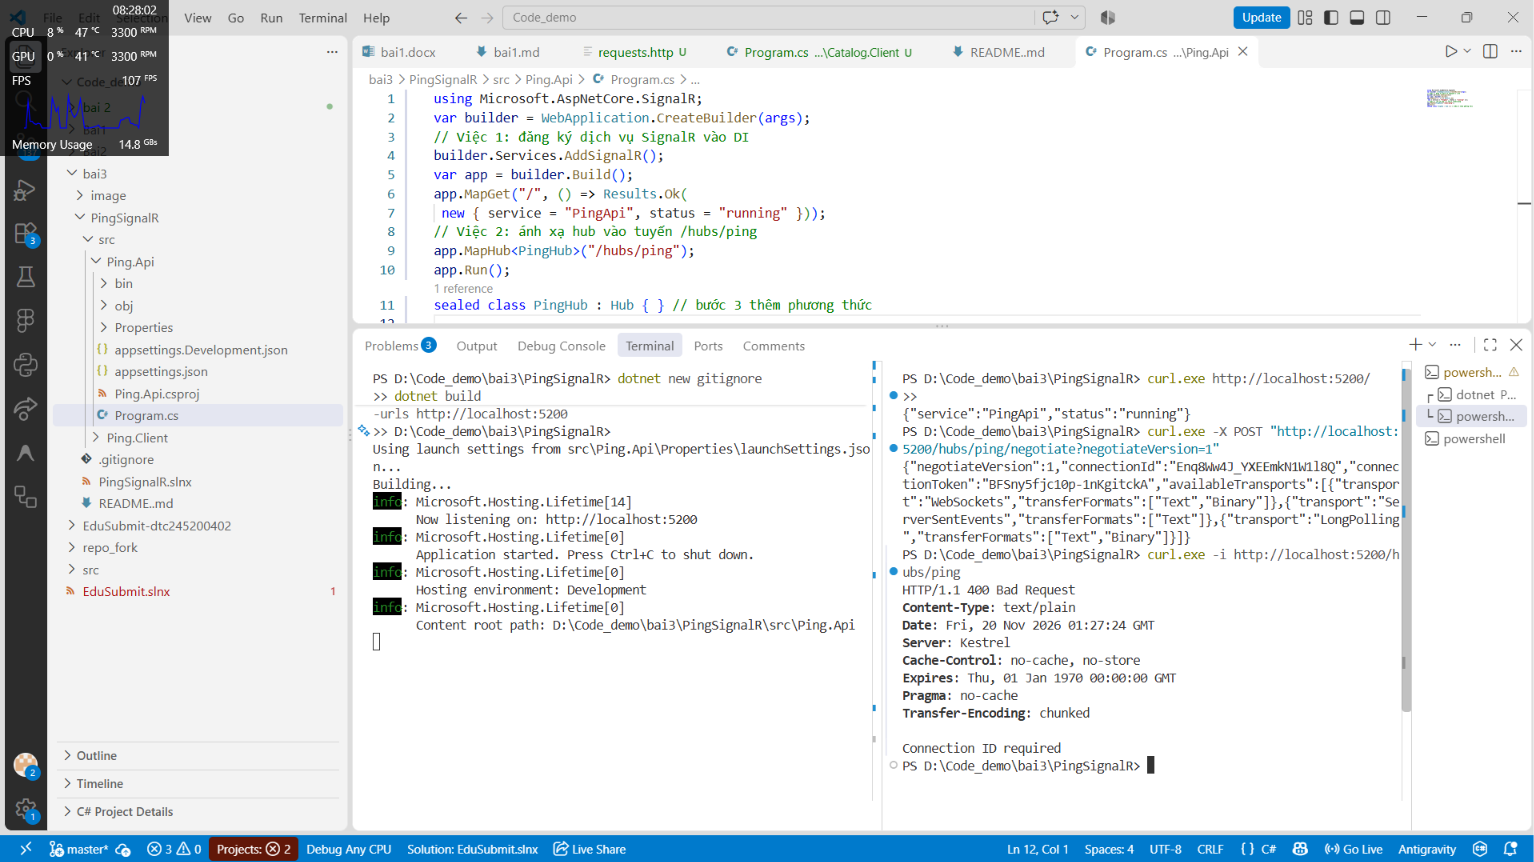 File Edit Selection View Go Run Terminal Help
Code_demo
Update
08:28:02
CPU 8 % 47 °C 3300 RPM
GPU 0 % 41 °C 3300 RPM
FPS 107 FPS
Memory Usage 14.8 GBs
Code_de
bai 2
bai1
bai2
bai3
image
PingSignalR
src
Ping.Api
bin
obj
Properties
{} appsettings.Development.json
{} appsettings.json
Ping.Api.csproj
Program.cs
Ping.Client
.gitignore
PingSignalR.slnx
README..md
EduSubmit-dtc245200402
repo_fork
src
EduSubmit.slnx 1
Outline
Timeline
C# Project Details
3
2
1
bai1.docx
bai1.md
requests.http U
Program.cs ...\Catalog.Client U
README..md
Program.cs ...\Ping.Api
bai3 > PingSignalR > src > Ping.Api > Program.cs > ...
1 using Microsoft.AspNetCore.SignalR;
2 var builder = WebApplication.CreateBuilder(args);
3 // Việc 1: đăng ký dịch vụ SignalR vào DI
4 builder.Services.AddSignalR();
5 var app = builder.Build();
6 app.MapGet("/", () => Results.Ok(
7 new { service = "PingApi", status = "running" }));
8 // Việc 2: ánh xạ hub vào tuyến /hubs/ping
9 app.MapHub<PingHub>("/hubs/ping");
10 app.Run();
1 reference
11 sealed class PingHub : Hub { } // bước 3 thêm phương thức
12
Problems 3 Output Debug Console Terminal Ports Comments
PS D:\Code_demo\bai3\PingSignalR> dotnet new gitignore
>> dotnet build
-urls http://localhost:5200
>> D:\Code_demo\bai3\PingSignalR>
Using launch settings from src\Ping.Api\Properties\launchSettings.jso
n...
Building...
info: Microsoft.Hosting.Lifetime[14]
Now listening on: http://localhost:5200
info: Microsoft.Hosting.Lifetime[0]
Application started. Press Ctrl+C to shut down.
info: Microsoft.Hosting.Lifetime[0]
Hosting environment: Development
info: Microsoft.Hosting.Lifetime[0]
Content root path: D:\Code_demo\bai3\PingSignalR\src\Ping.Api
PS D:\Code_demo\bai3\PingSignalR> curl.exe http://localhost:5200/
>>
{"service":"PingApi","status":"running"}
PS D:\Code_demo\bai3\PingSignalR> curl.exe -X POST "http://localhost:
5200/hubs/ping/negotiate?negotiateVersion=1"
{"negotiateVersion":1,"connectionId":"Enq8Ww4J_YXEEmkN1W1l8Q","connec
tionToken":"BFSny5fjc10p-1nKgitckA","availableTransports":[{"transpor
t":"WebSockets","transferFormats":["Text","Binary"]},{"transport":"Se
rverSentEvents","transferFormats":["Text"]},{"transport":"LongPolling
","transferFormats":["Text","Binary"]}]}
PS D:\Code_demo\bai3\PingSignalR> curl.exe -i http://localhost:5200/h
ubs/ping
HTTP/1.1 400 Bad Request
Content-Type: text/plain
Date: Fri, 20 Nov 2026 01:27:24 GMT
Server: Kestrel
Cache-Control: no-cache, no-store
Expires: Thu, 01 Jan 1970 00:00:00 GMT
Pragma: no-cache
Transfer-Encoding: chunked
Connection ID required
PS D:\Code_demo\bai3\PingSignalR>
powersh...
dotnet P...
powersh...
powershell
master* 3 0 Projects: 2 Debug Any CPU Solution: EduSubmit.slnx Live Share Ln 12, Col 1 Spaces: 4 UTF-8 CRLF {} C# Go Live Antigravity